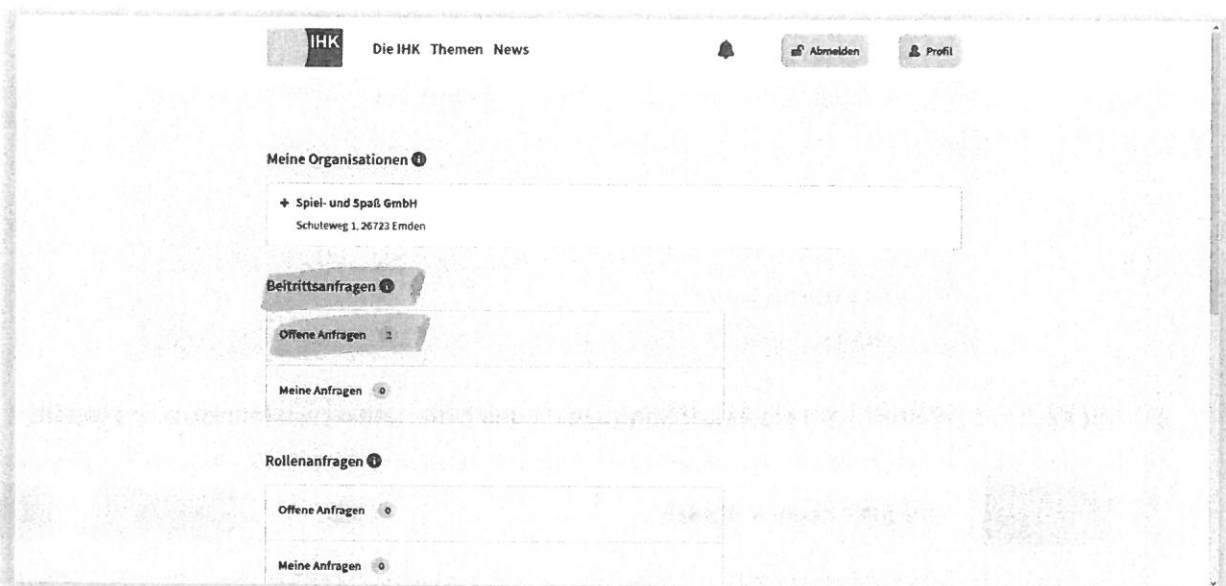 IHK Die IHK Themen News Abmelden Profil
Meine Organisationen
+ Spiel- und Spaß GmbH
Schuteweg 1, 26723 Emden
Beitrittsanfragen
Offene Anfragen 2
Meine Anfragen 0
Rollenanfragen
Offene Anfragen 0
Meine Anfragen 0